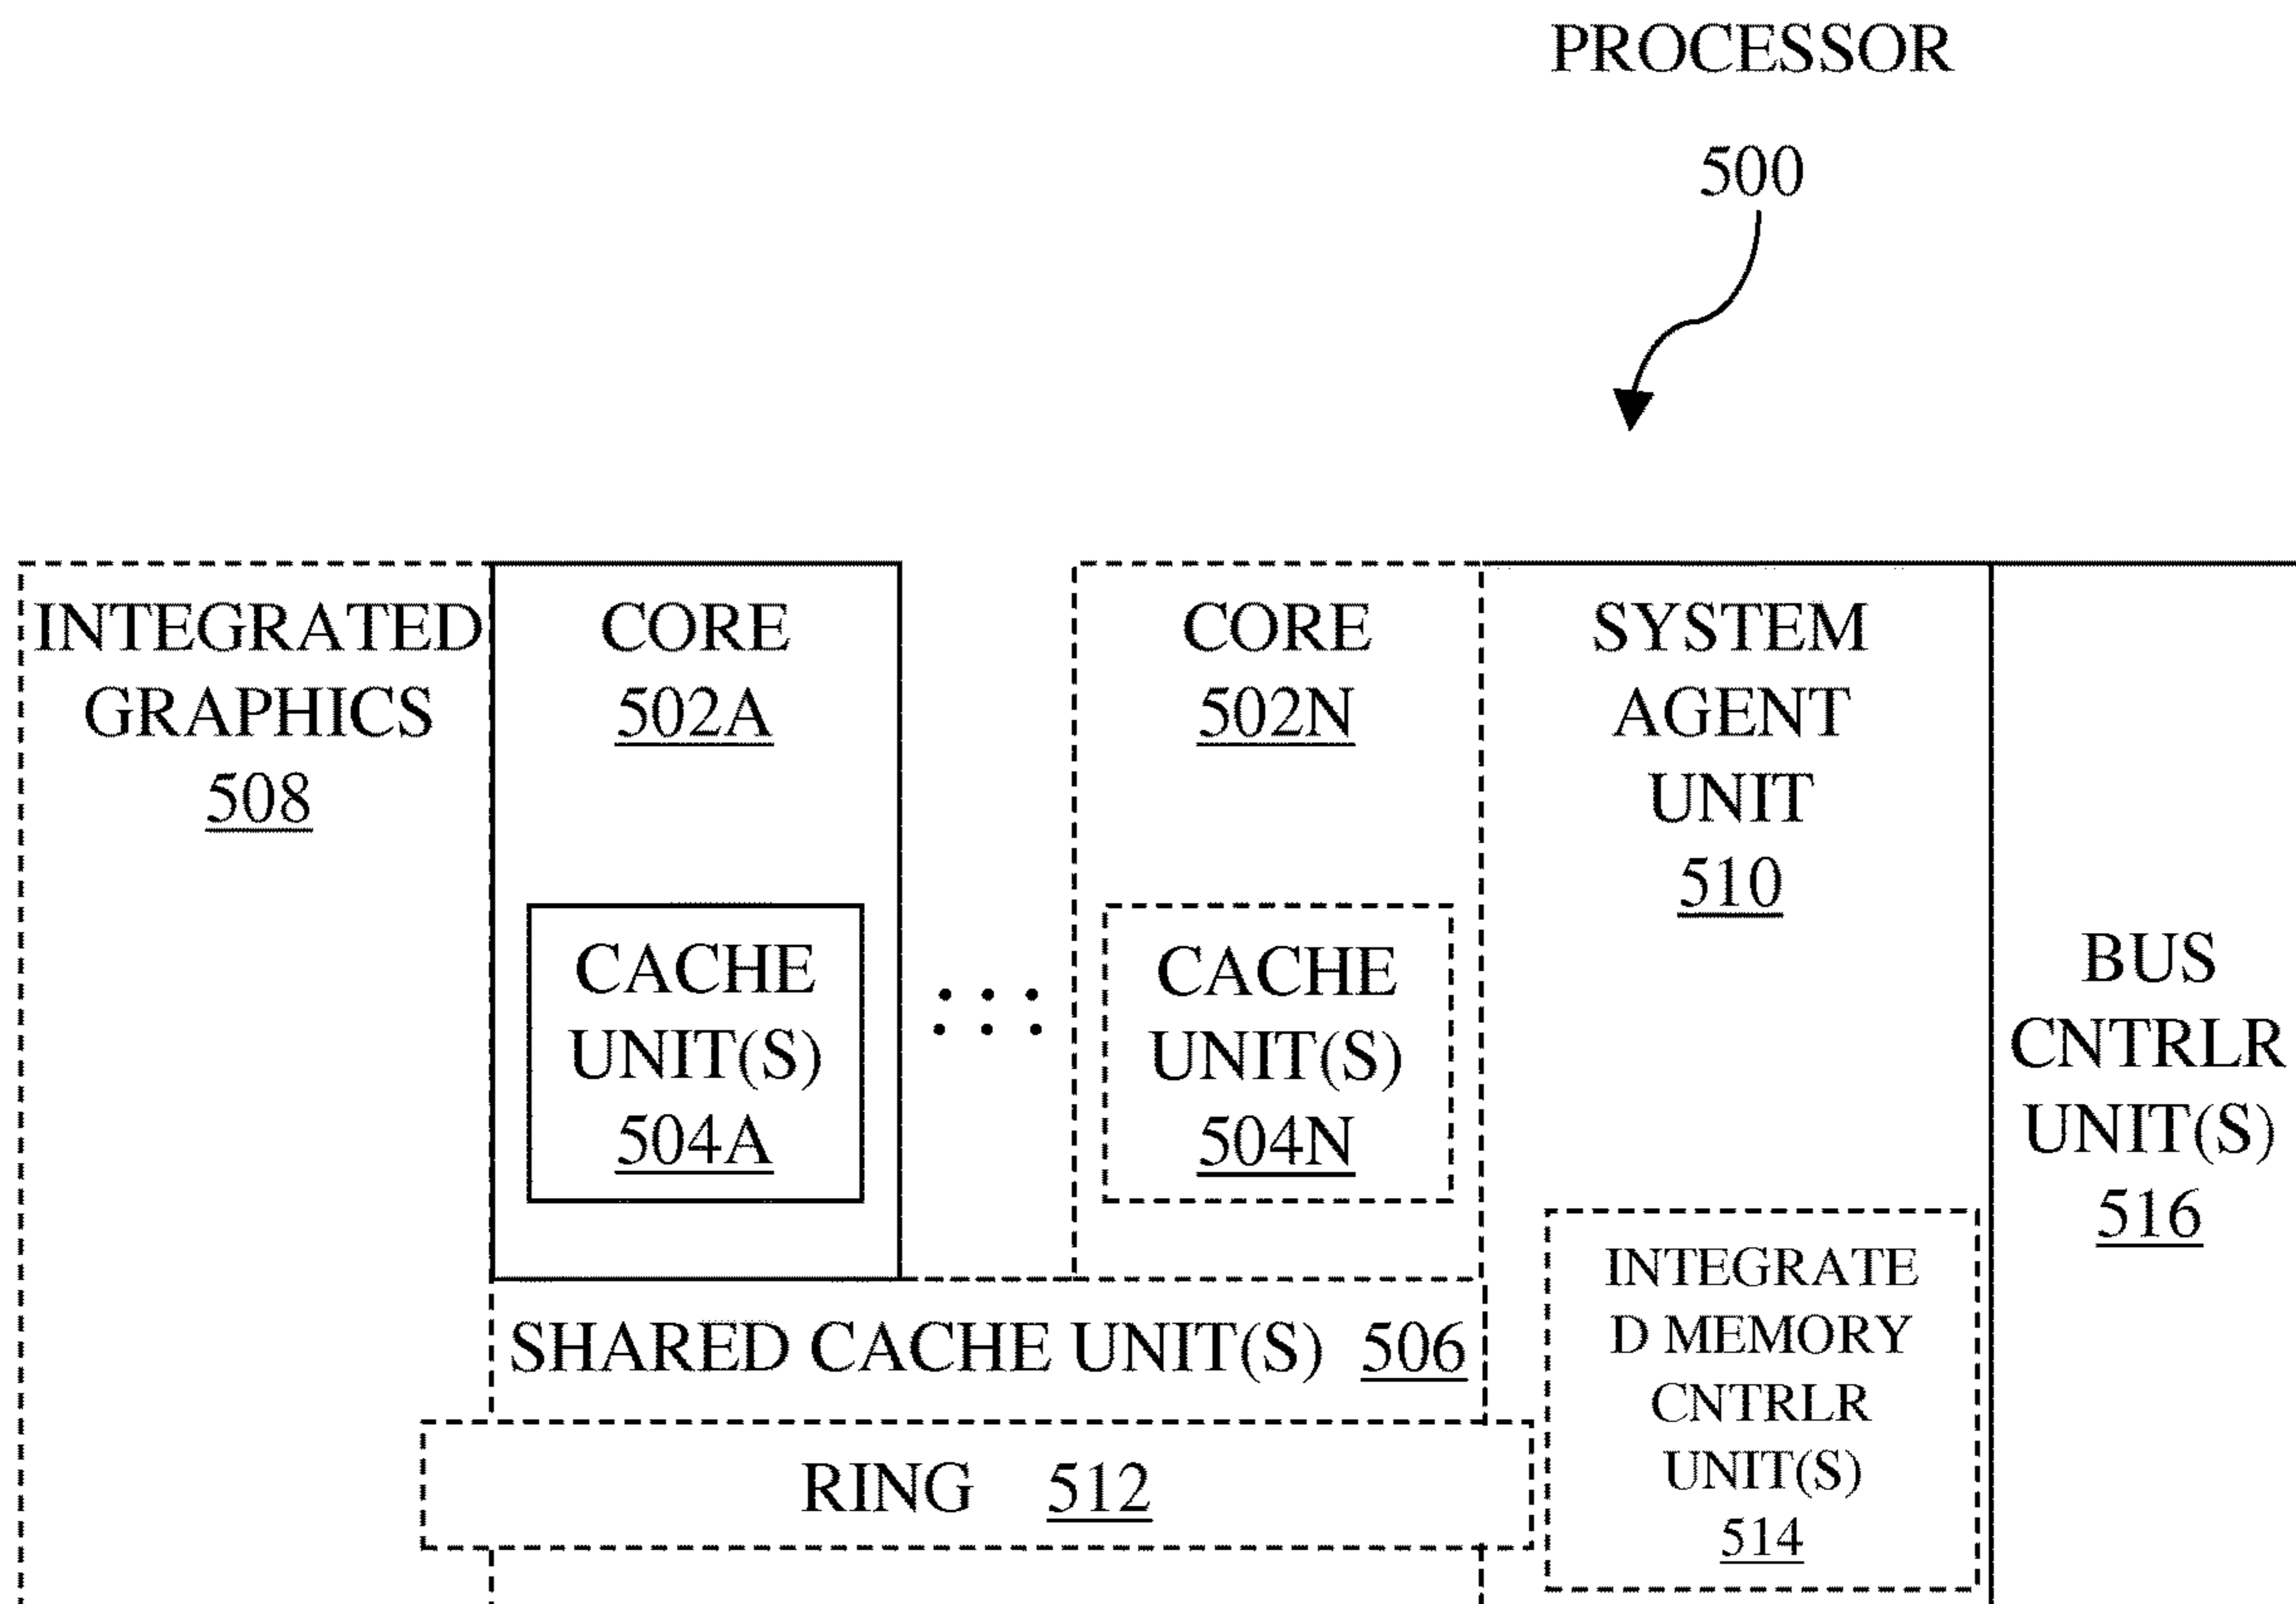 PROCESSOR
500
INTEGRATED
GRAPHICS
508
CORE
502A
CACHE
UNIT(S)
504A
CORE
502N
CACHE
UNIT(S)
504N
SYSTEM
AGENT
UNIT
510
BUS
CNTRLR
UNIT(S)
516
INTEGRATE
D MEMORY
CNTRLR
UNIT(S)
514
SHARED CACHE UNIT(S) 506
RING 512